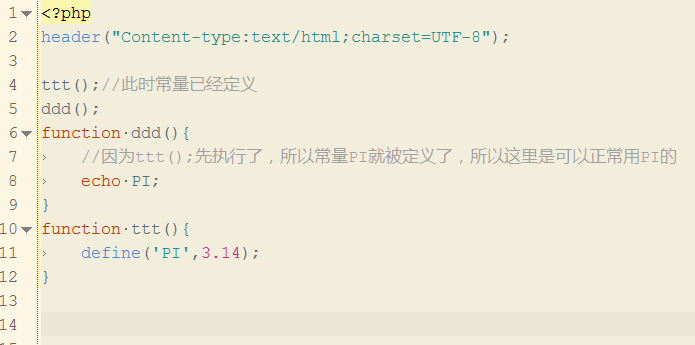 1 <?php
2 header("Content-type:text/html;charset=UTF-8");
3
4 ttt();//此时常量已经定义
5 ddd();
6 function·ddd(){
7 //因为ttt();先执行了，所以常量PI就被定义了，所以这里是可以正常用PI的
8 echo·PI;
9 }
10 function·ttt(){
11 define('PI',3.14);
12 }
13
14